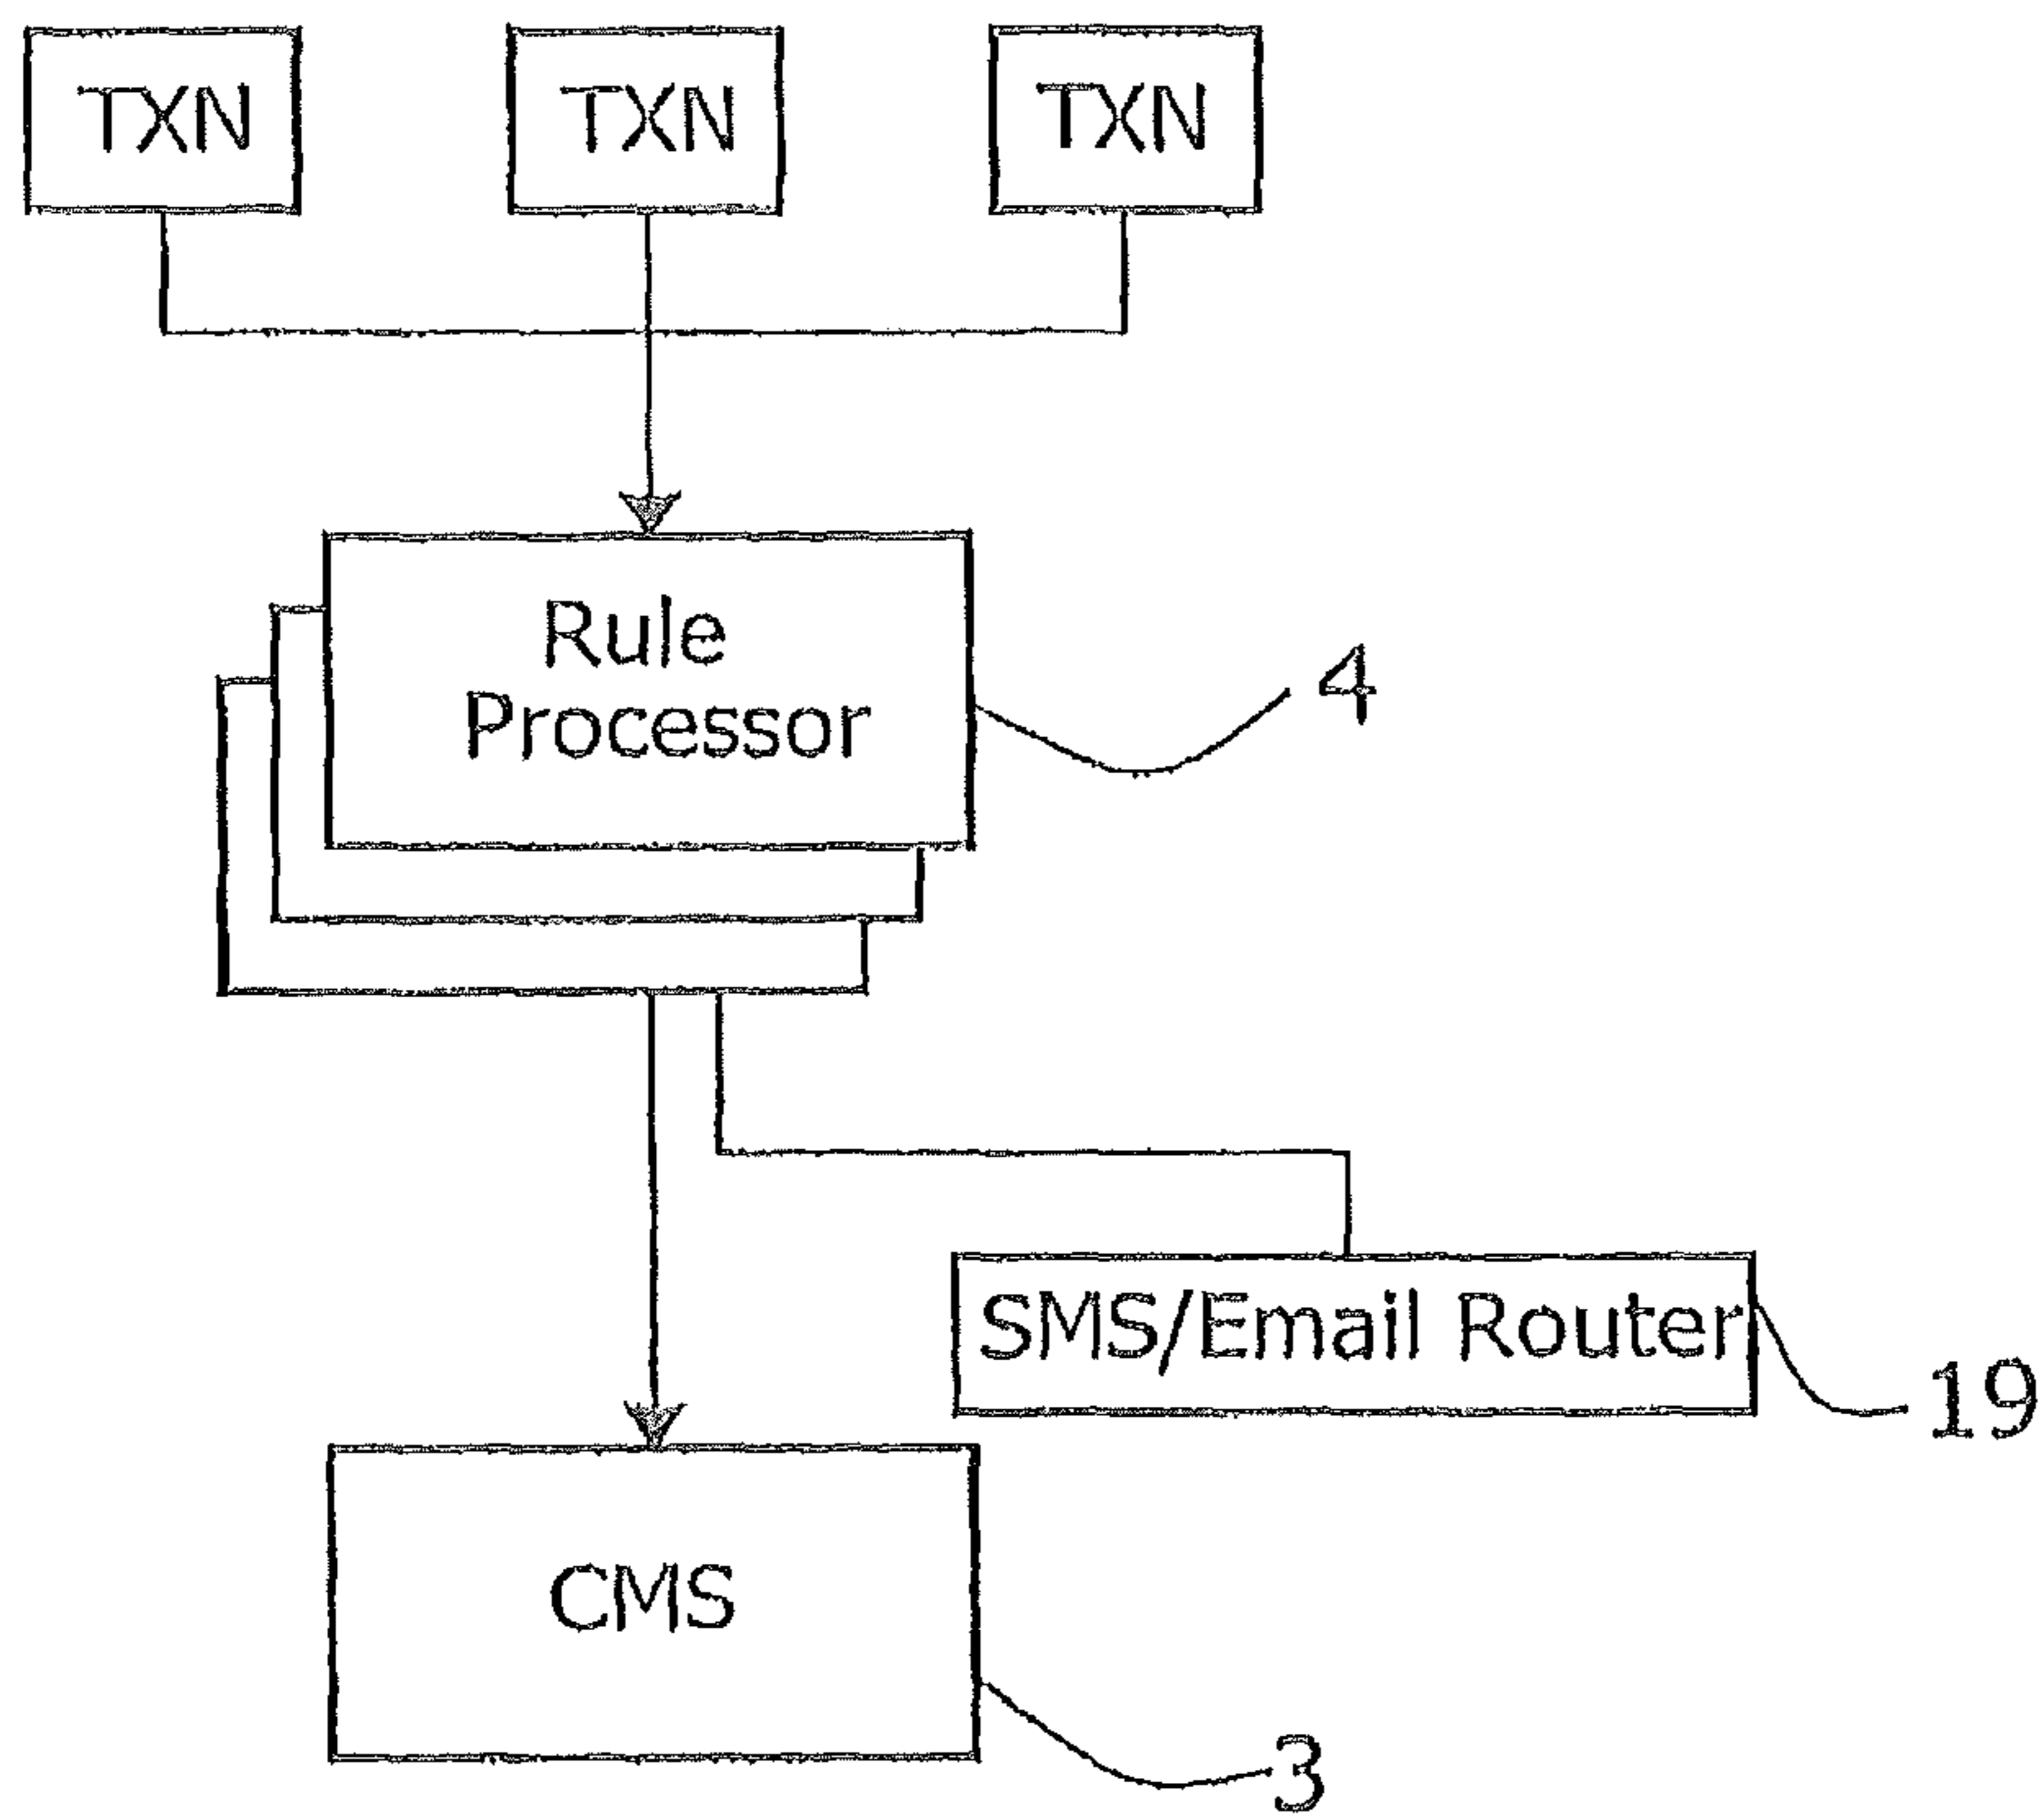 TXN TXN TXN
Rule
Processor
4
SMS/Email Router
19
CMS
3